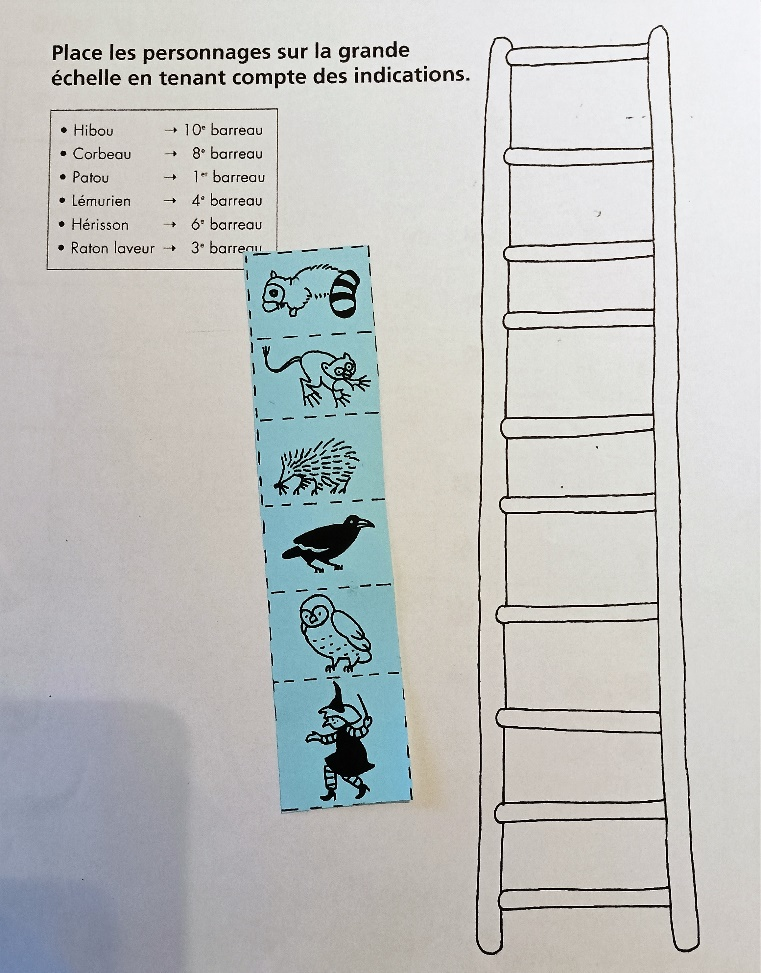 Place les personnages sur la grande
échelle en tenant compte des indications.
• Hibou → 10e barreau
• Corbeau → 8e barreau
• Patou → 1er barreau
• Lémurien → 4e barreau
• Hérisson → 6e barreau
• Raton laveur → 3e barreau